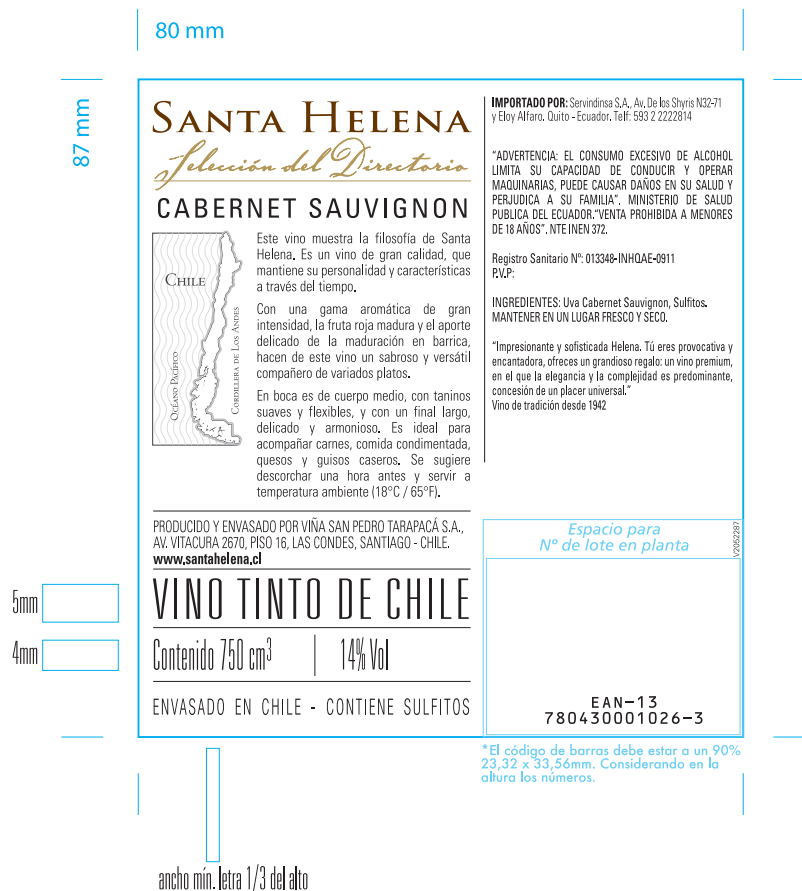 80 mm
87 mm
SANTA HELENA
Selección del Directorio
CABERNET SAUVIGNON
CHILE
OCÉANO PACÍFICO
CORDILLERA DE LOS ANDES
Este vino muestra la filosofía de Santa
Helena. Es un vino de gran calidad, que
mantiene su personalidad y características
a través del tiempo.
Con una gama aromática de gran
intensidad, la fruta roja madura y el aporte
delicado de la maduración en barrica,
hacen de este vino un sabroso y versátil
compañero de variados platos.
En boca es de cuerpo medio, con taninos
suaves y flexibles, y con un final largo,
delicado y armonioso. Es ideal para
acompañar carnes, comida condimentada,
quesos y guisos caseros. Se sugiere
descorchar una hora antes y servir a
temperatura ambiente (18°C / 65°F).
PRODUCIDO Y ENVASADO POR VIÑA SAN PEDRO TARAPACÁ S.A.,
AV. VITACURA 2670, PISO 16, LAS CONDES, SANTIAGO - CHILE.
www.santahelena.cl
VINO TINTO DE CHILE
Contenido 750 cm³ | 14% Vol
ENVASADO EN CHILE - CONTIENE SULFITOS
5mm
4mm
IMPORTADO POR: Servindinsa S.A., Av. De los Shyris N32-71
y Eloy Alfaro. Quito - Ecuador. Telf: 593 2 2222814
"ADVERTENCIA: EL CONSUMO EXCESIVO DE ALCOHOL
LIMITA SU CAPACIDAD DE CONDUCIR Y OPERAR
MAQUINARIAS, PUEDE CAUSAR DAÑOS EN SU SALUD Y
PERJUDICA A SU FAMILIA". MINISTERIO DE SALUD
PUBLICA DEL ECUADOR."VENTA PROHIBIDA A MENORES
DE 18 AÑOS". NTE INEN 372.
Registro Sanitario Nº: 013348-INHQAE-0911
P.V.P:
INGREDIENTES: Uva Cabernet Sauvignon, Sulfitos.
MANTENER EN UN LUGAR FRESCO Y SECO.
"Impresionante y sofisticada Helena. Tú eres provocativa y
encantadora, ofreces un grandioso regalo: un vino premium,
en el que la elegancia y la complejidad es predominante,
concesión de un placer universal."
Vino de tradición desde 1942
Espacio para
Nº de lote en planta
V2052287
EAN-13
780430001026-3
*El código de barras debe estar a un 90%
23,32 x 33,56mm. Considerando en la
altura los números.
ancho mín. letra 1/3 del alto